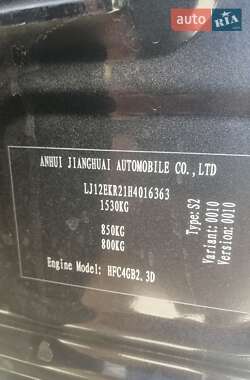 AUTO RIA
ANHUI JIANGHUAI AUTOMOBILE CO.,LTD
LJ12EKR21H4016363
1530KG
850KG
800KG
Type: S2
Variant: 0010
Version: 0010
Engine Model: HFC4GB2.3D